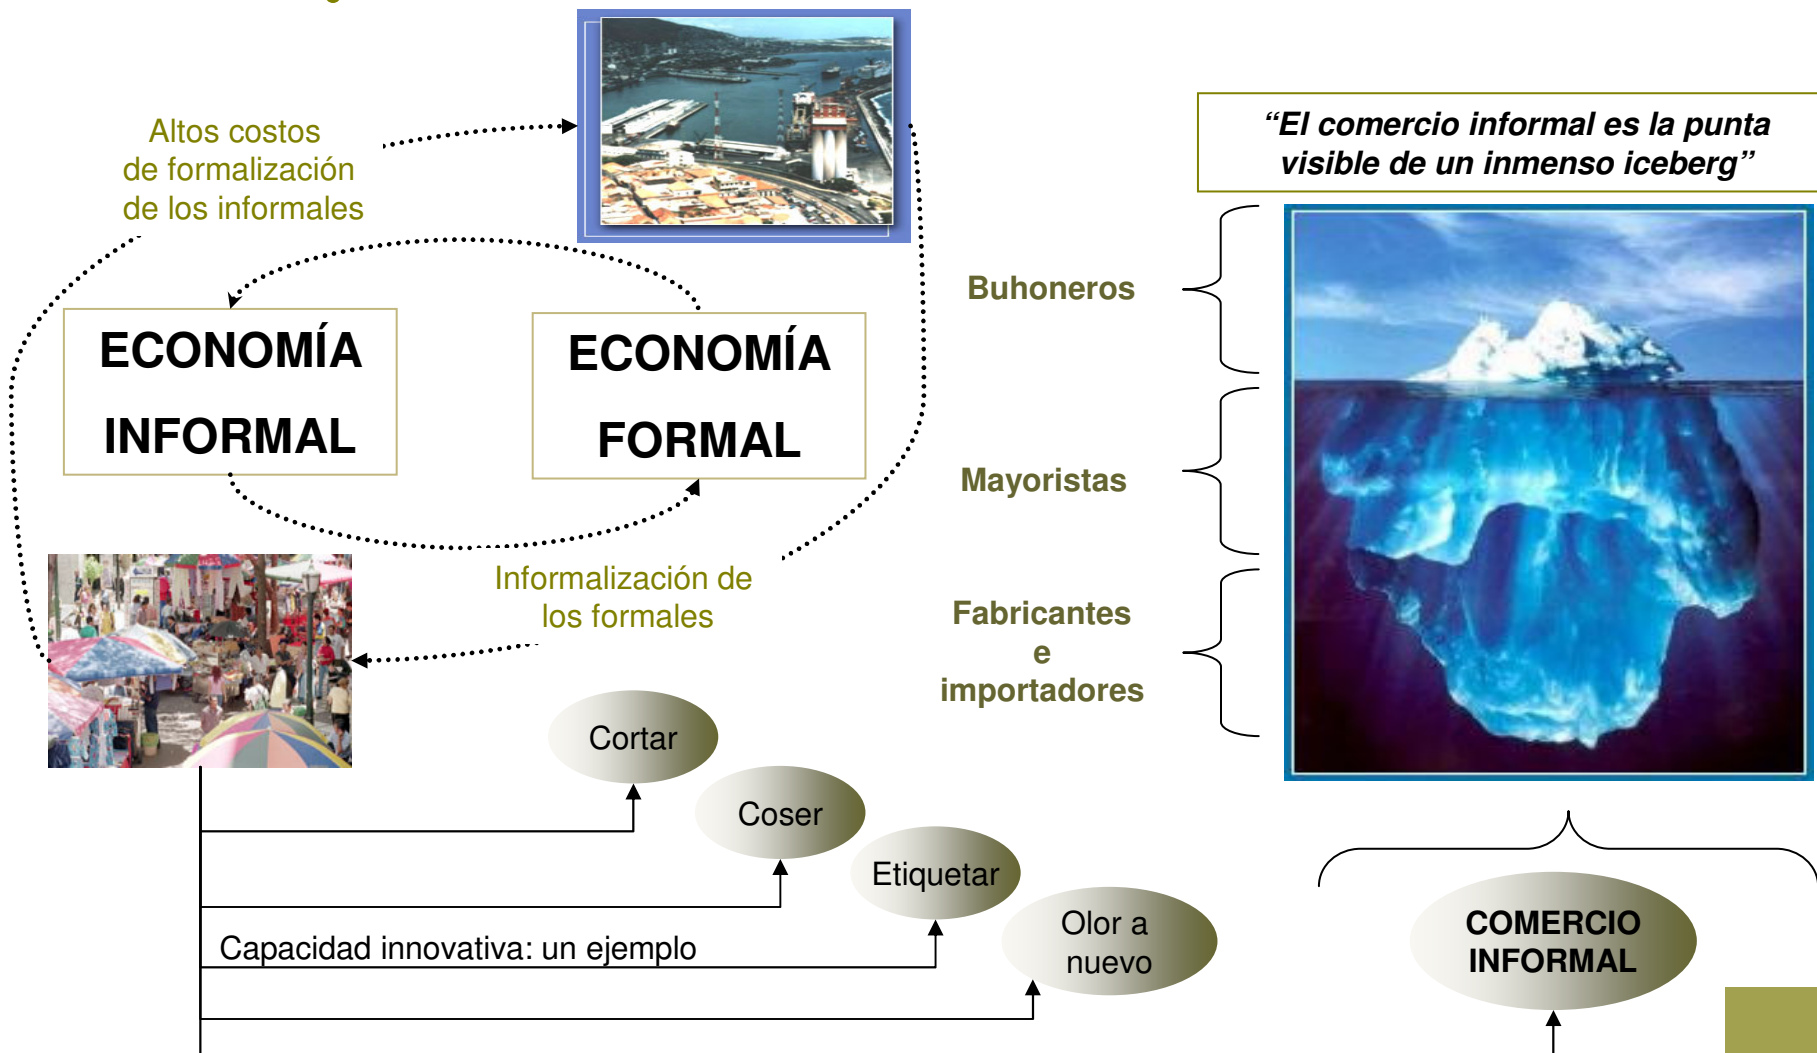 Altos costos
de formalización
de los informales
“El comercio informal es la punta
visible de un inmenso iceberg”
ECONOMÍA
INFORMAL
ECONOMÍA
FORMAL
Informalización de
los formales
Buhoneros
Mayoristas
Fabricantes
e
importadores
Cortar
Coser
Etiquetar
Olor a
nuevo
Capacidad innovativa: un ejemplo
COMERCIO
INFORMAL